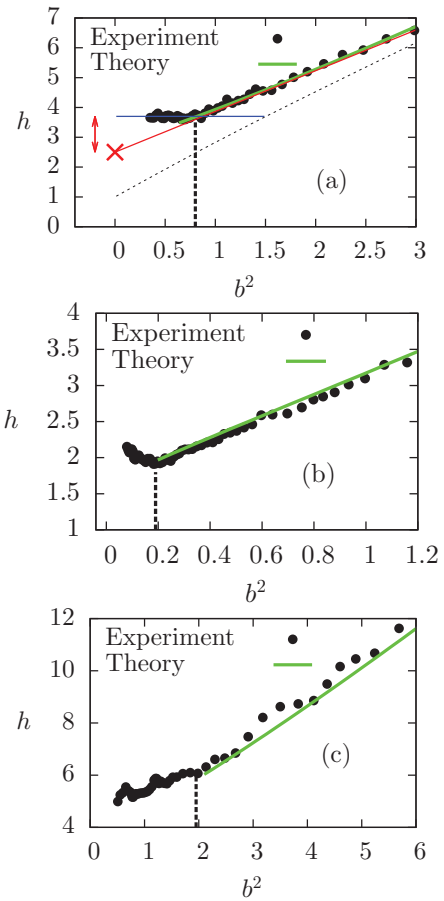 7
6
5
4
3
2
1
0
h
Experiment
Theory
(a)
0 0.5 1 1.5 2 2.5 3
b²
4
3.5
3
2.5
2
1.5
1
h
Experiment
Theory
(b)
0 0.2 0.4 0.6 0.8 1 1.2
b²
12
10
8
6
4
h
Experiment
Theory
(c)
0 1 2 3 4 5 6
b²